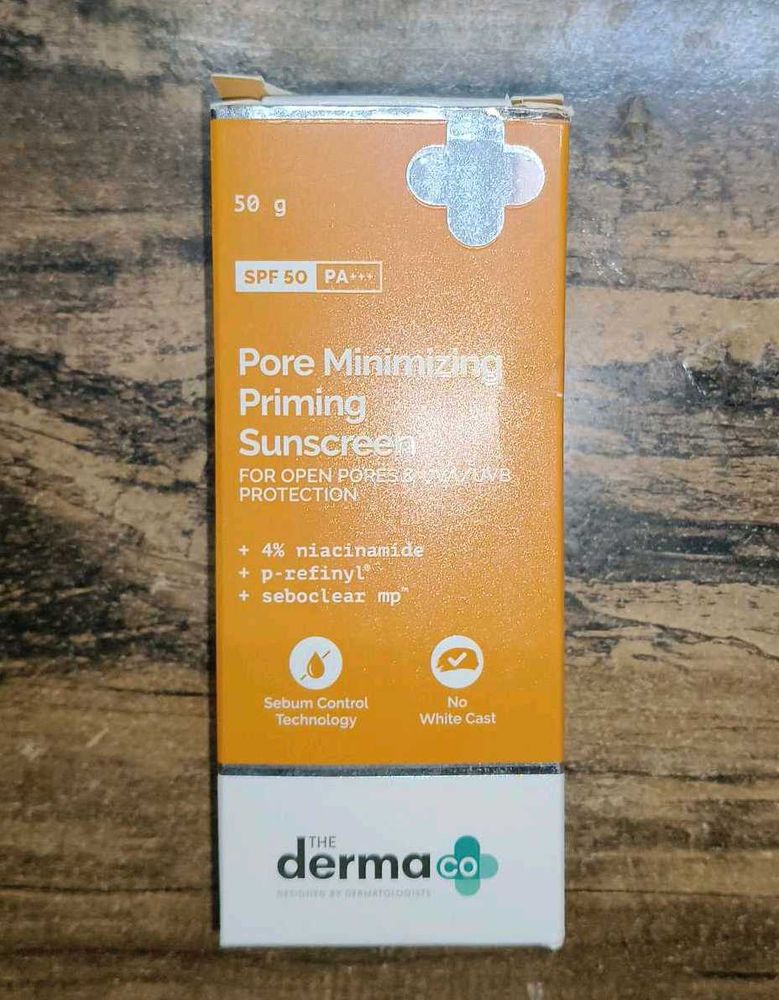 50 g
SPF 50 PA+++
Pore Minimizing
Priming
Sunscreen
FOR OPEN PORES & UVA/UVB
PROTECTION
+ 4% niacinamide
+ p-refinyl®
+ seboclear mp™
Sebum Control
Technology
No
White Cast
THE
derma co
DESIGNED BY DERMATOLOGISTS